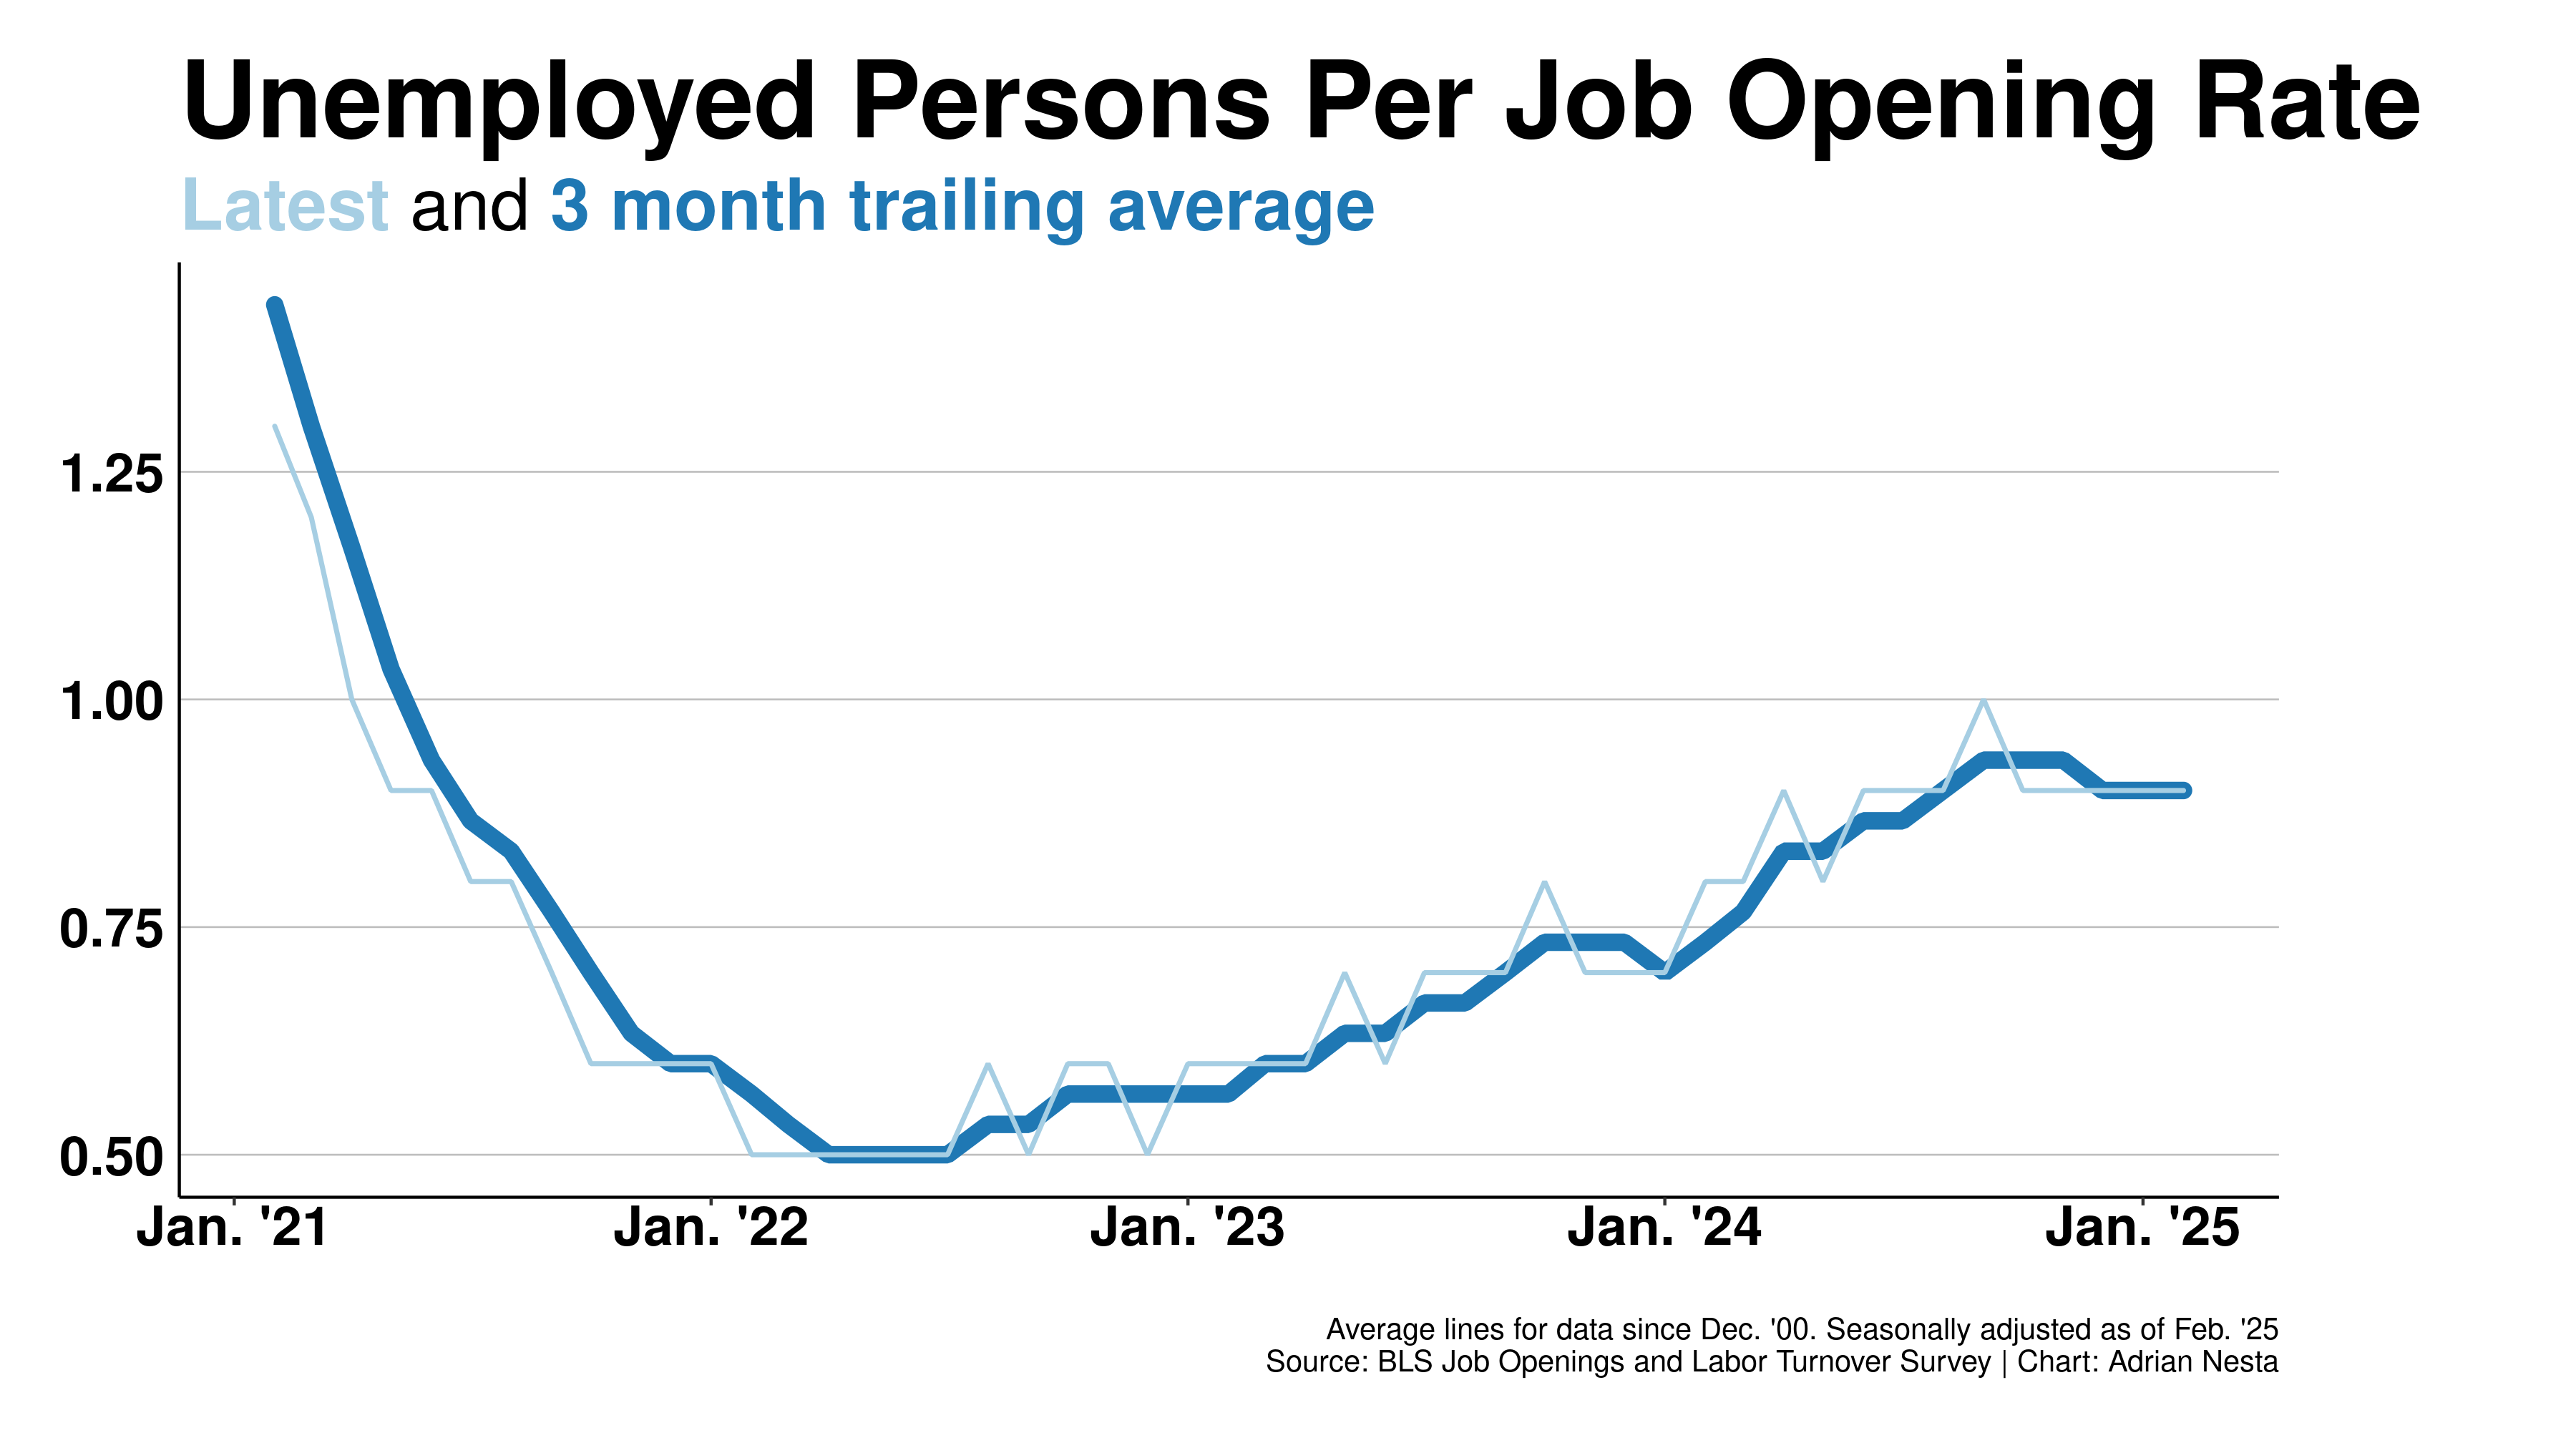 Unemployed Persons Per Job Opening Rate
Latest and 3 month trailing average
1.25
1.00
0.75
0.50
Jan. '21 Jan. '22 Jan. '23 Jan. '24 Jan. '25
Average lines for data since Dec. '00. Seasonally adjusted as of Feb. '25
Source: BLS Job Openings and Labor Turnover Survey | Chart: Adrian Nesta